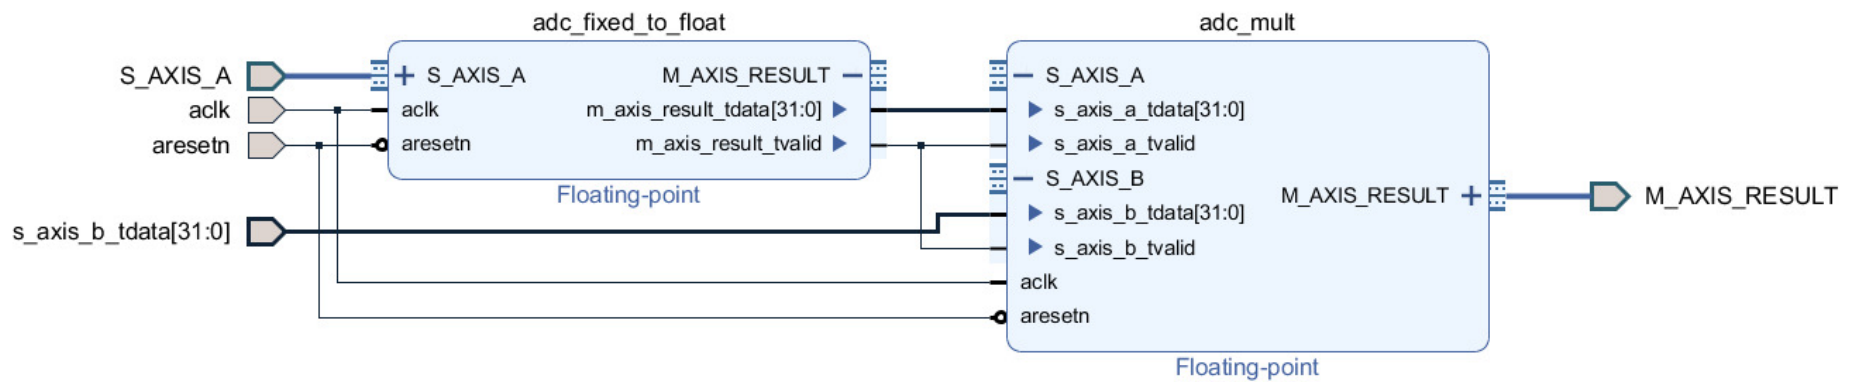 adc_fixed_to_float
adc_mult
S_AXIS_A
aclk
aresetn
s_axis_b_tdata[31:0]
S_AXIS_A
aclk
aresetn
M_AXIS_RESULT
m_axis_result_tdata[31:0]
m_axis_result_tvalid
Floating-point
S_AXIS_A
s_axis_a_tdata[31:0]
s_axis_a_tvalid
S_AXIS_B
s_axis_b_tdata[31:0]
s_axis_b_tvalid
aclk
aresetn
M_AXIS_RESULT
Floating-point
M_AXIS_RESULT